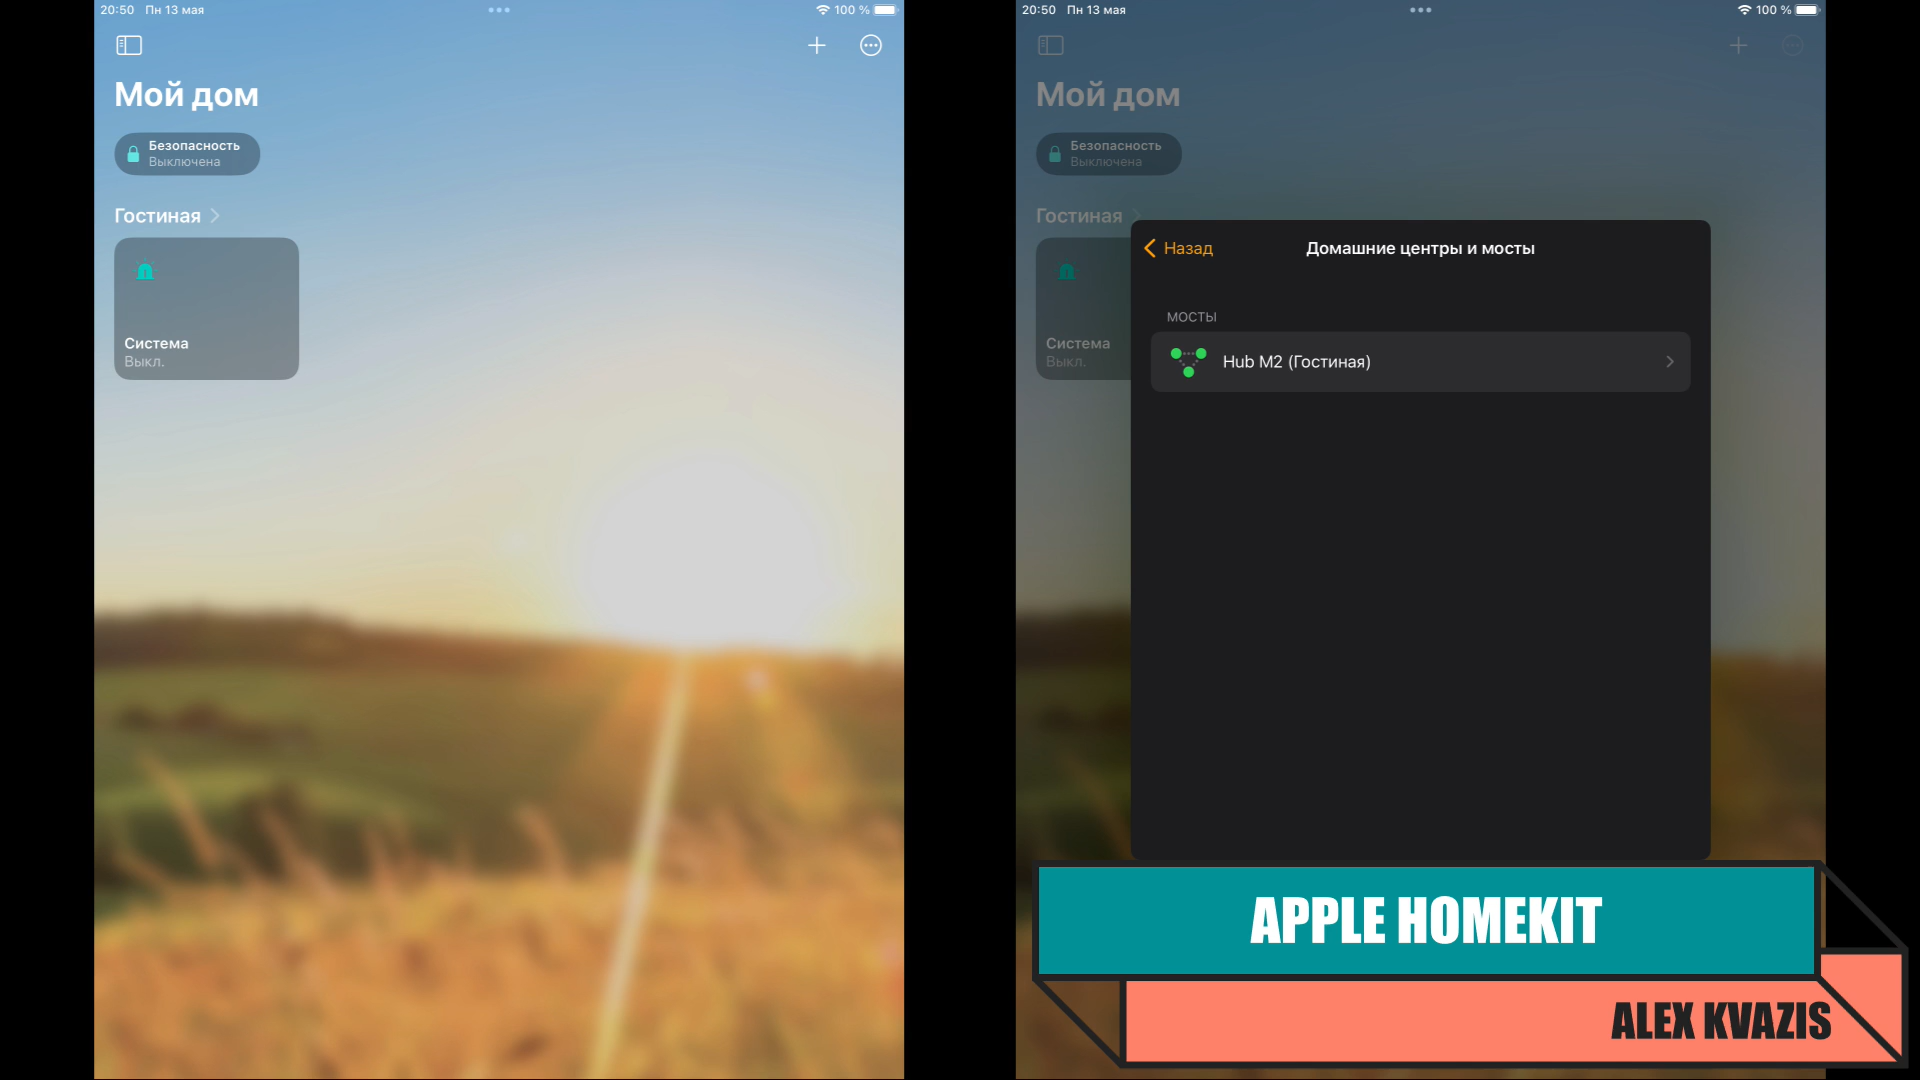 20:50 Пн 13 мая
100 %
Мой дом
Безопасность
Выключена
Гостиная
Система
Выкл.
20:50 Пн 13 мая
100 %
Мой дом
Безопасность
Выключена
Гостиная
Система
Выкл.
Назад
Домашние центры и мосты
МОСТЫ
Hub M2 (Гостиная)
APPLE HOMEKIT
ALEX KVAZIS